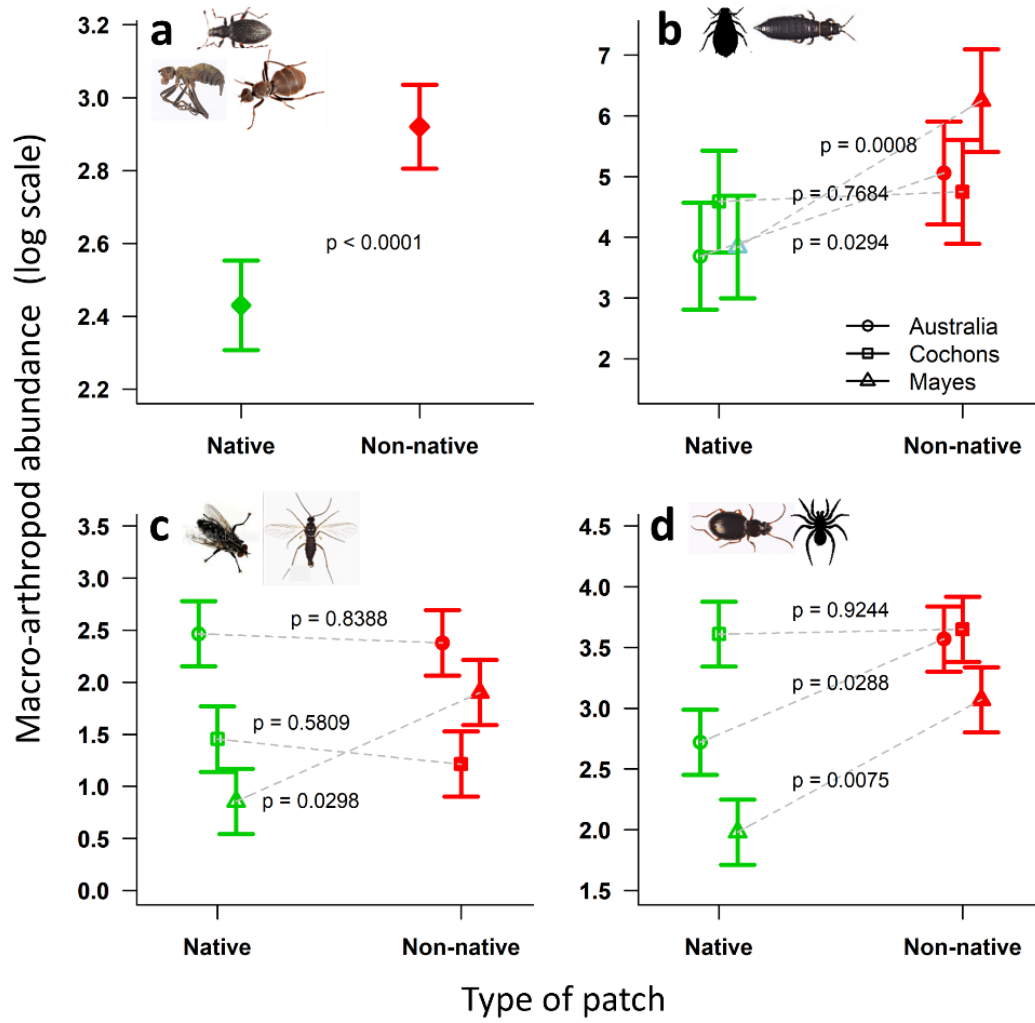 Macro-arthropod abundance (log scale)
a
3.2
3.0
2.8
2.6
2.4
2.2
p < 0.0001
Native
Non-native
b
7
6
5
4
3
2
p = 0.0008
p = 0.7684
p = 0.0294
Australia
Cochons
Mayes
Native
Non-native
c
3.5
3.0
2.5
2.0
1.5
1.0
0.5
0.0
p = 0.8388
p = 0.5809
p = 0.0298
Native
Non-native
d
4.5
4.0
3.5
3.0
2.5
2.0
1.5
p = 0.9244
p = 0.0288
p = 0.0075
Native
Non-native
Type of patch